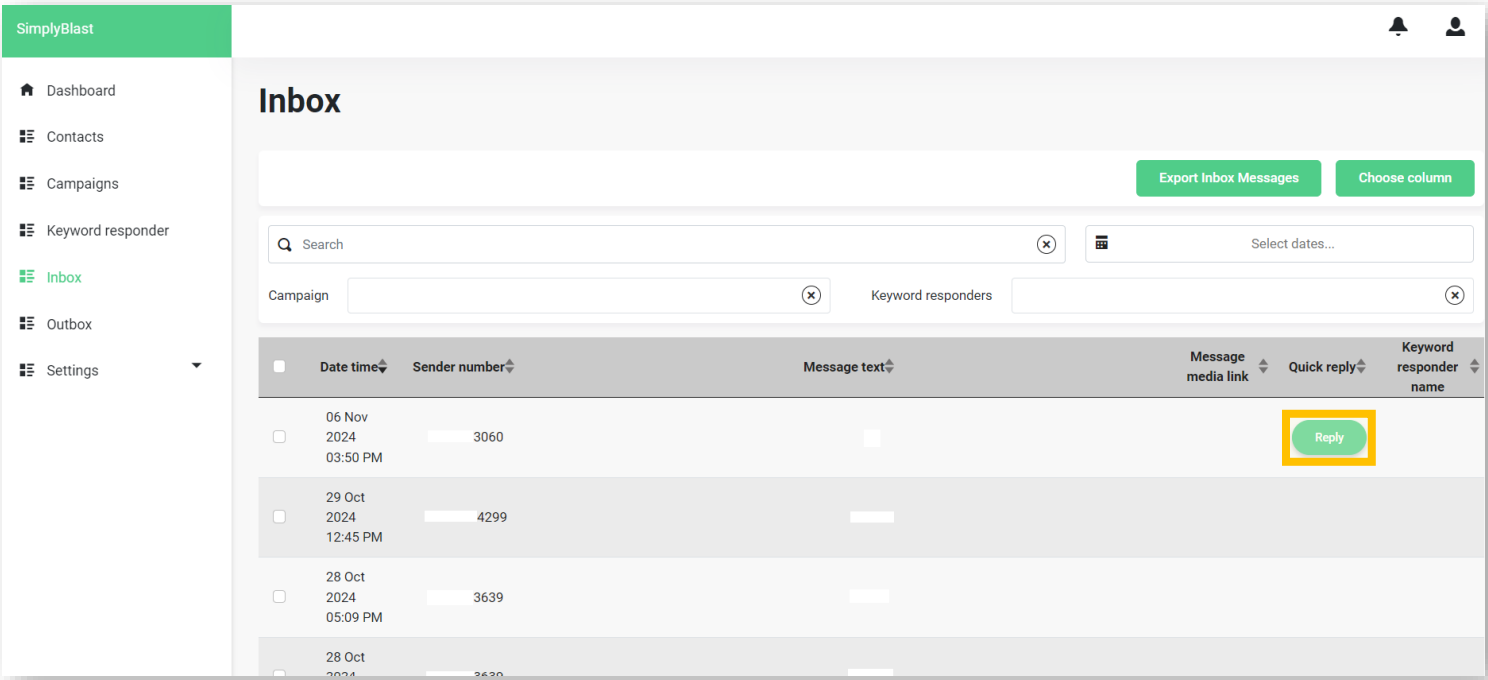 SimplyBlast
Dashboard
Contacts
Campaigns
Keyword responder
Inbox
Outbox
Settings
Inbox
Export Inbox Messages
Choose column
Search
Select dates...
Campaign
Keyword responders
Date time
Sender number
Message text
Message
media link
Quick reply
Keyword
responder
name
06 Nov
2024
03:50 PM
3060
Reply
29 Oct
2024
12:45 PM
4299
28 Oct
2024
05:09 PM
3639
28 Oct
2024
3639